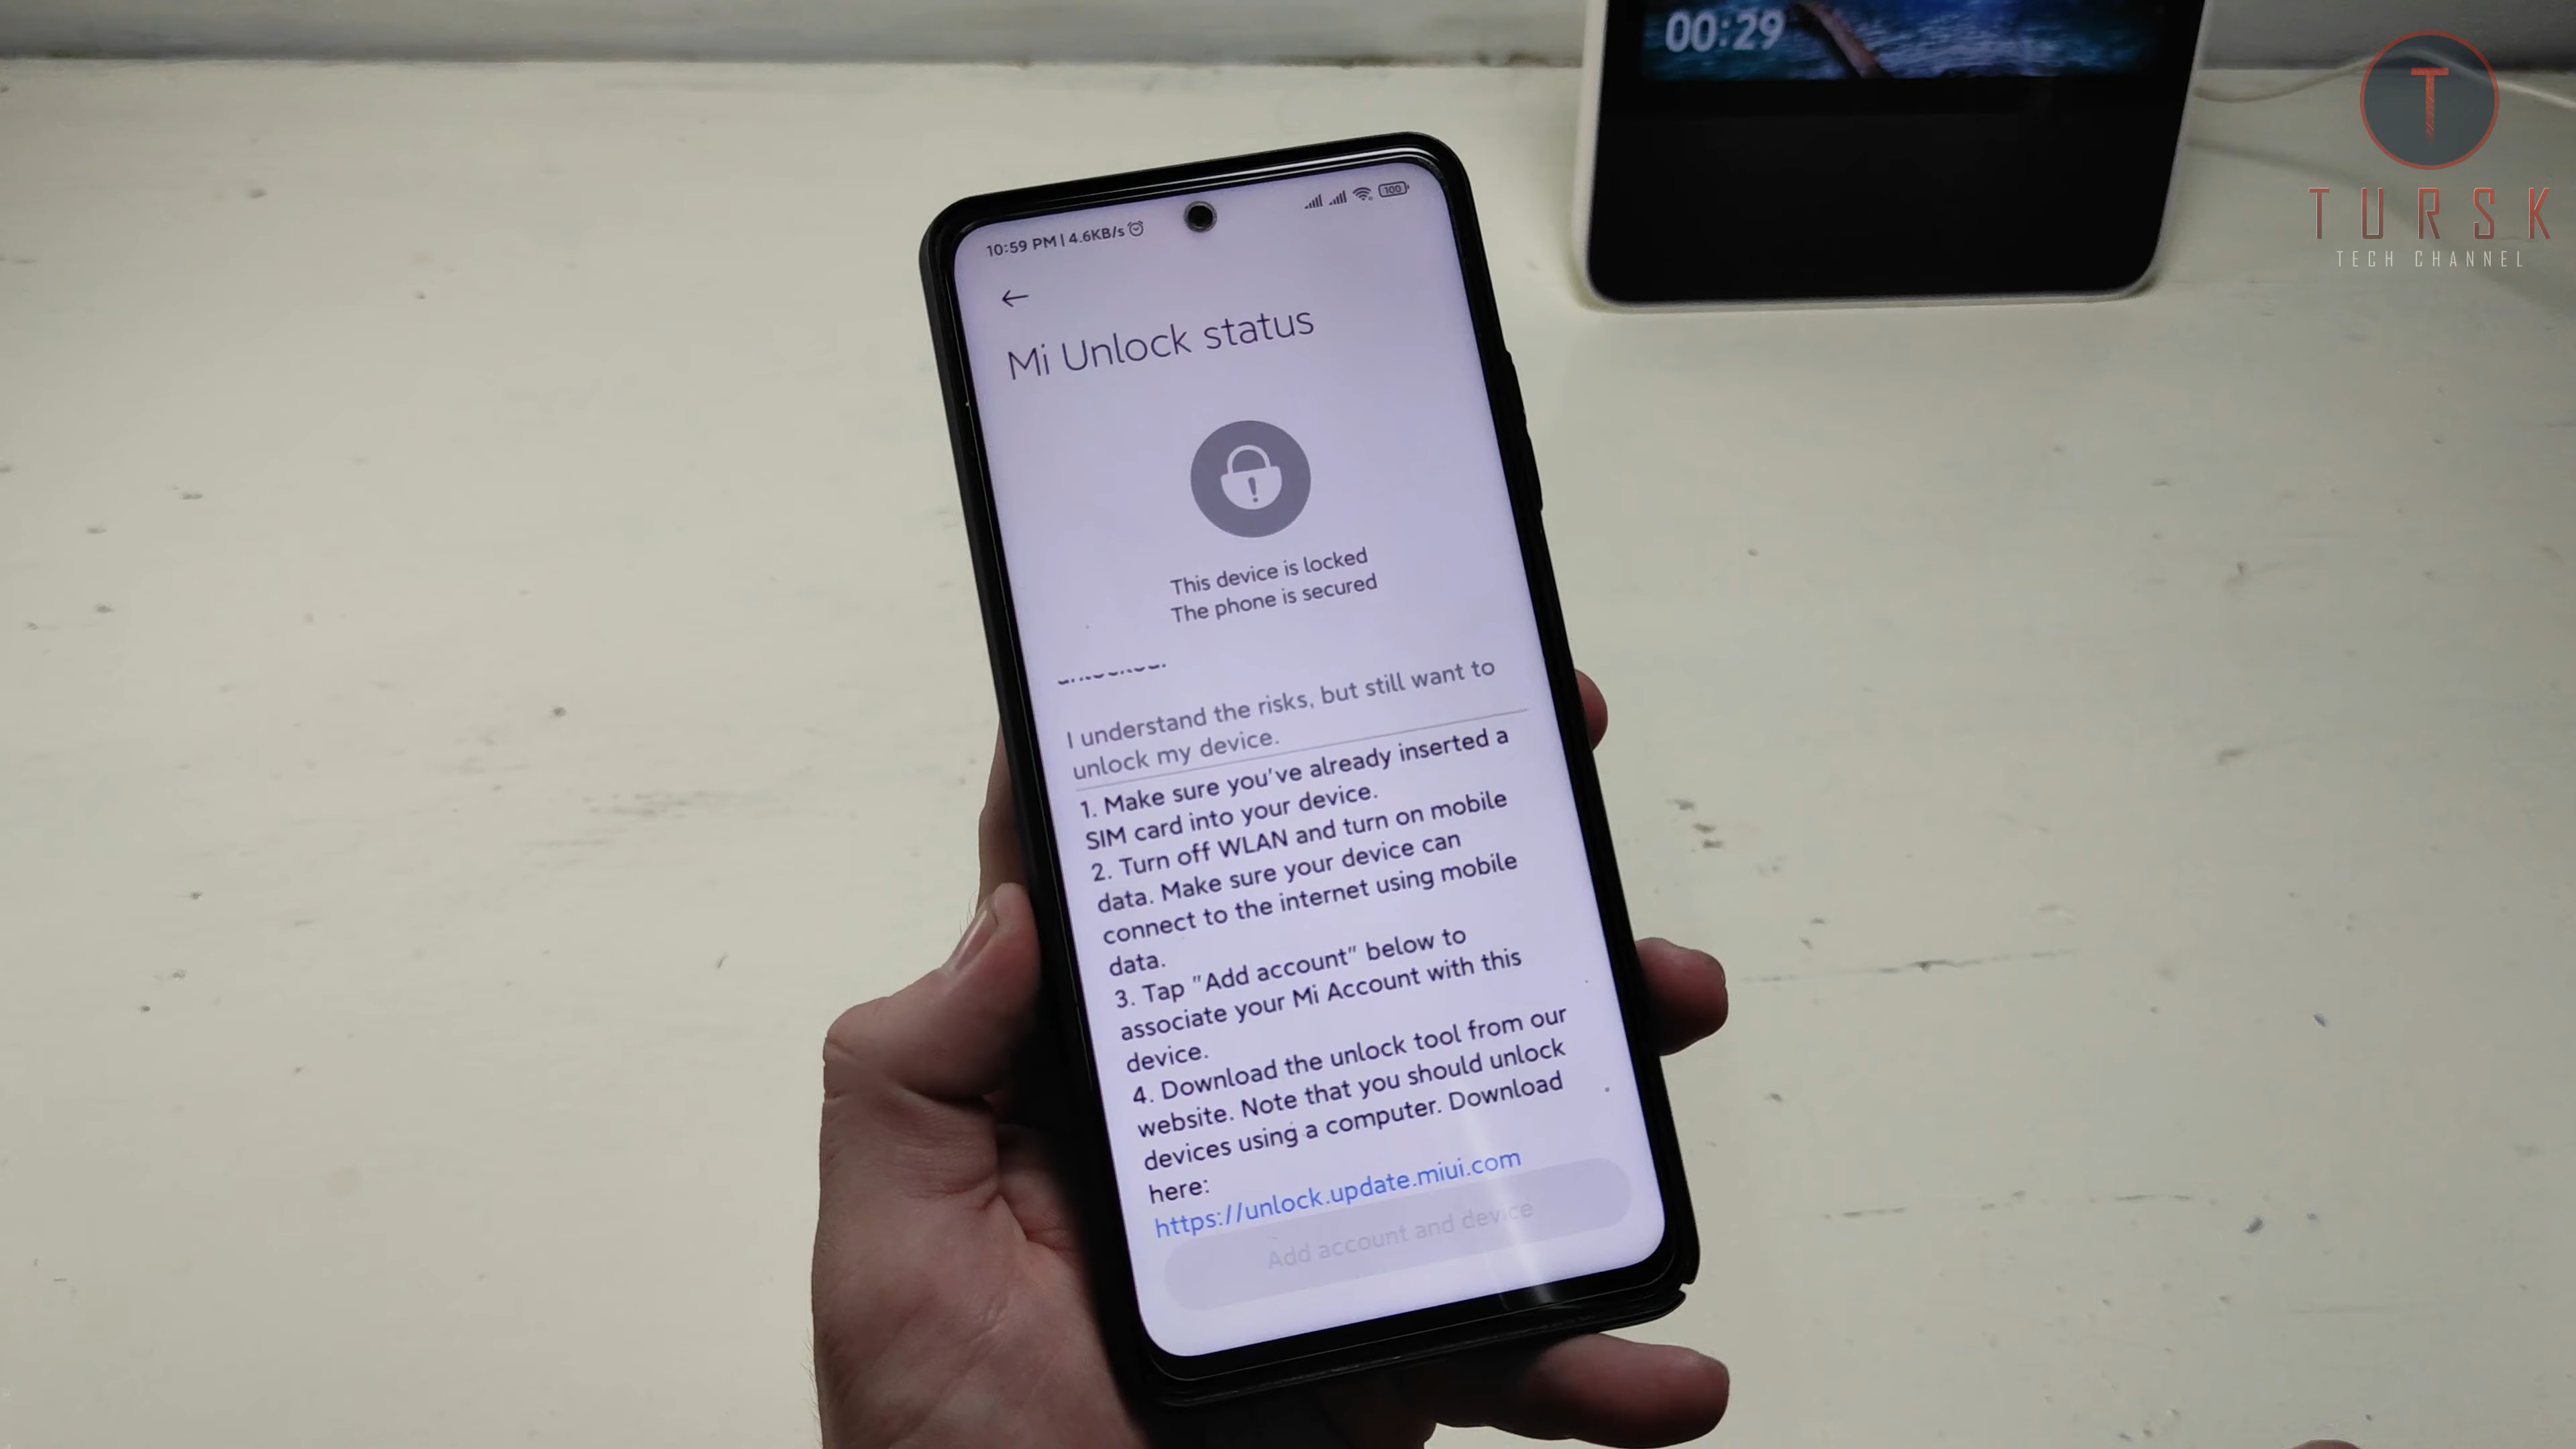 00:29
T
TURSK
TECH CHANNEL
10:59 PM | 4.6KB/s
100
Mi Unlock status
This device is locked
The phone is secured
I understand the risks, but still want to
unlock my device.
1. Make sure you've already inserted a
SIM card into your device.
2. Turn off WLAN and turn on mobile
data. Make sure your device can
connect to the internet using mobile
data.
3. Tap "Add account" below to
associate your Mi Account with this
device.
4. Download the unlock tool from our
website. Note that you should unlock
devices using a computer. Download
here:
https://unlock.update.miui.com
Add account and device